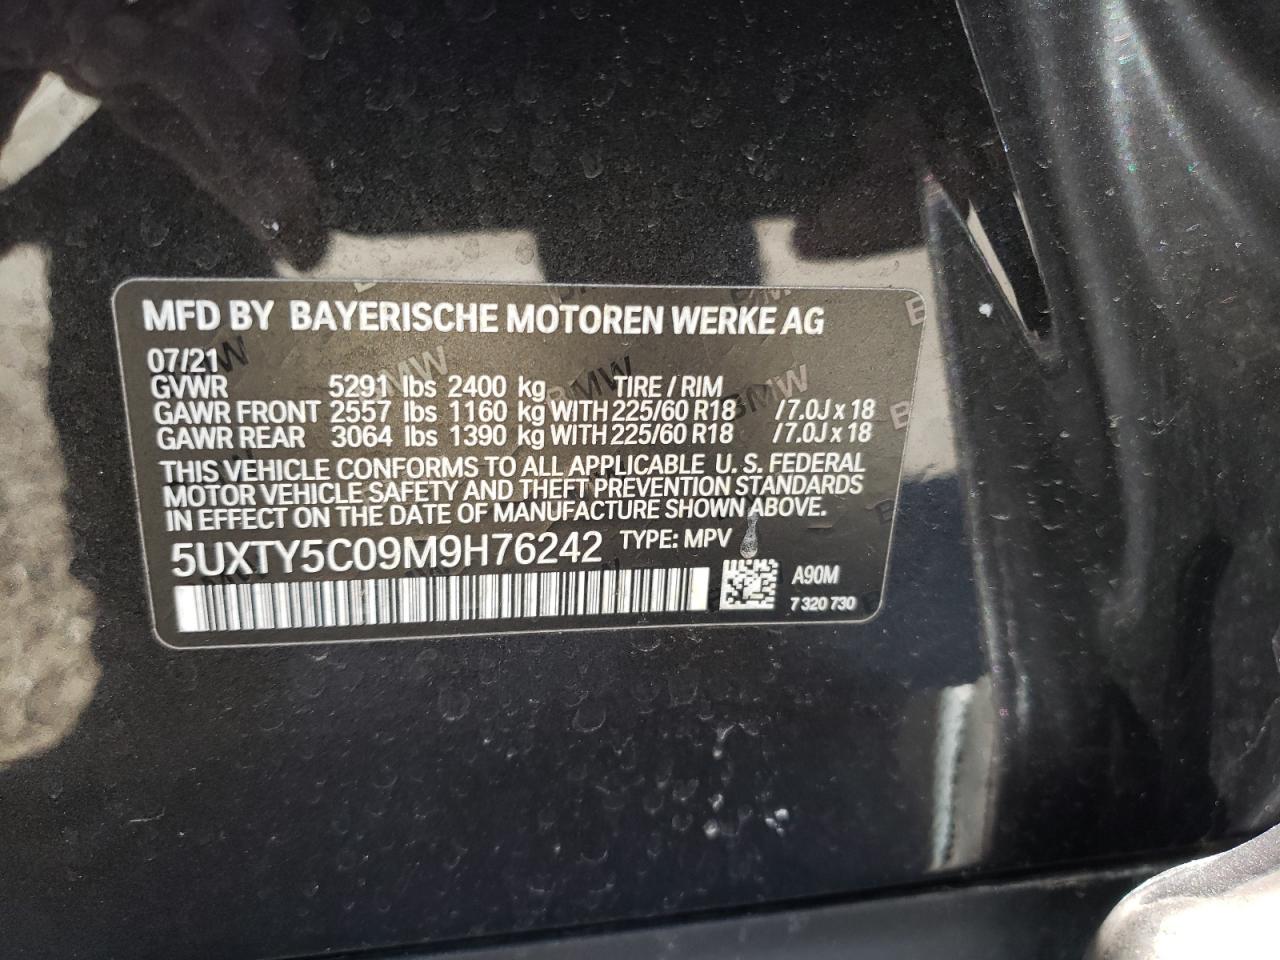 MFD BY BAYERISCHE MOTOREN WERKE AG
07/21
GVWR 5291 lbs 2400 kg TIRE / RIM
GAWR FRONT 2557 lbs 1160 kg WITH 225/60 R18 /7.0J x 18
GAWR REAR 3064 lbs 1390 kg WITH 225/60 R18 /7.0J x 18
THIS VEHICLE CONFORMS TO ALL APPLICABLE U. S. FEDERAL
MOTOR VEHICLE SAFETY AND THEFT PREVENTION STANDARDS
IN EFFECT ON THE DATE OF MANUFACTURE SHOWN ABOVE.
5UXTY5C09M9H76242 TYPE: MPV
A90M
7 320 730